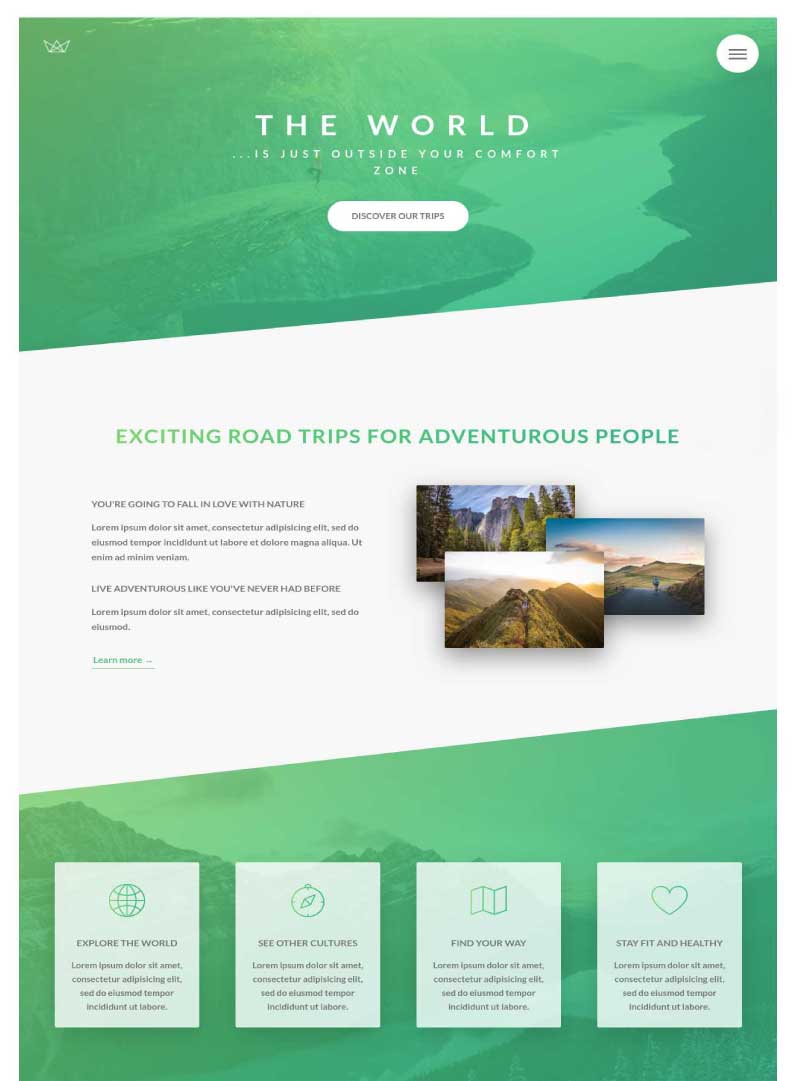 THE WORLD
...IS JUST OUTSIDE YOUR COMFORT
ZONE
DISCOVER OUR TRIPS
EXCITING ROAD TRIPS FOR ADVENTUROUS PEOPLE
YOU'RE GOING TO FALL IN LOVE WITH NATURE
Lorem ipsum dolor sit amet, consectetur adipisicing elit, sed do
eiusmod tempor incididunt ut labore et dolore magna aliqua. Ut
enim ad minim veniam.
LIVE ADVENTUROUS LIKE YOU'VE NEVER HAD BEFORE
Lorem ipsum dolor sit amet, consectetur adipisicing elit, sed do
eiusmod.
Learn more →
EXPLORE THE WORLD
Lorem ipsum dolor sit amet,
consectetur adipisicing elit,
sed do eiusmod tempor
incididunt ut labore.
SEE OTHER CULTURES
Lorem ipsum dolor sit amet,
consectetur adipisicing elit,
sed do eiusmod tempor
incididunt ut labore.
FIND YOUR WAY
Lorem ipsum dolor sit amet,
consectetur adipisicing elit,
sed do eiusmod tempor
incididunt ut labore.
STAY FIT AND HEALTHY
Lorem ipsum dolor sit amet,
consectetur adipisicing elit,
sed do eiusmod tempor
incididunt ut labore.